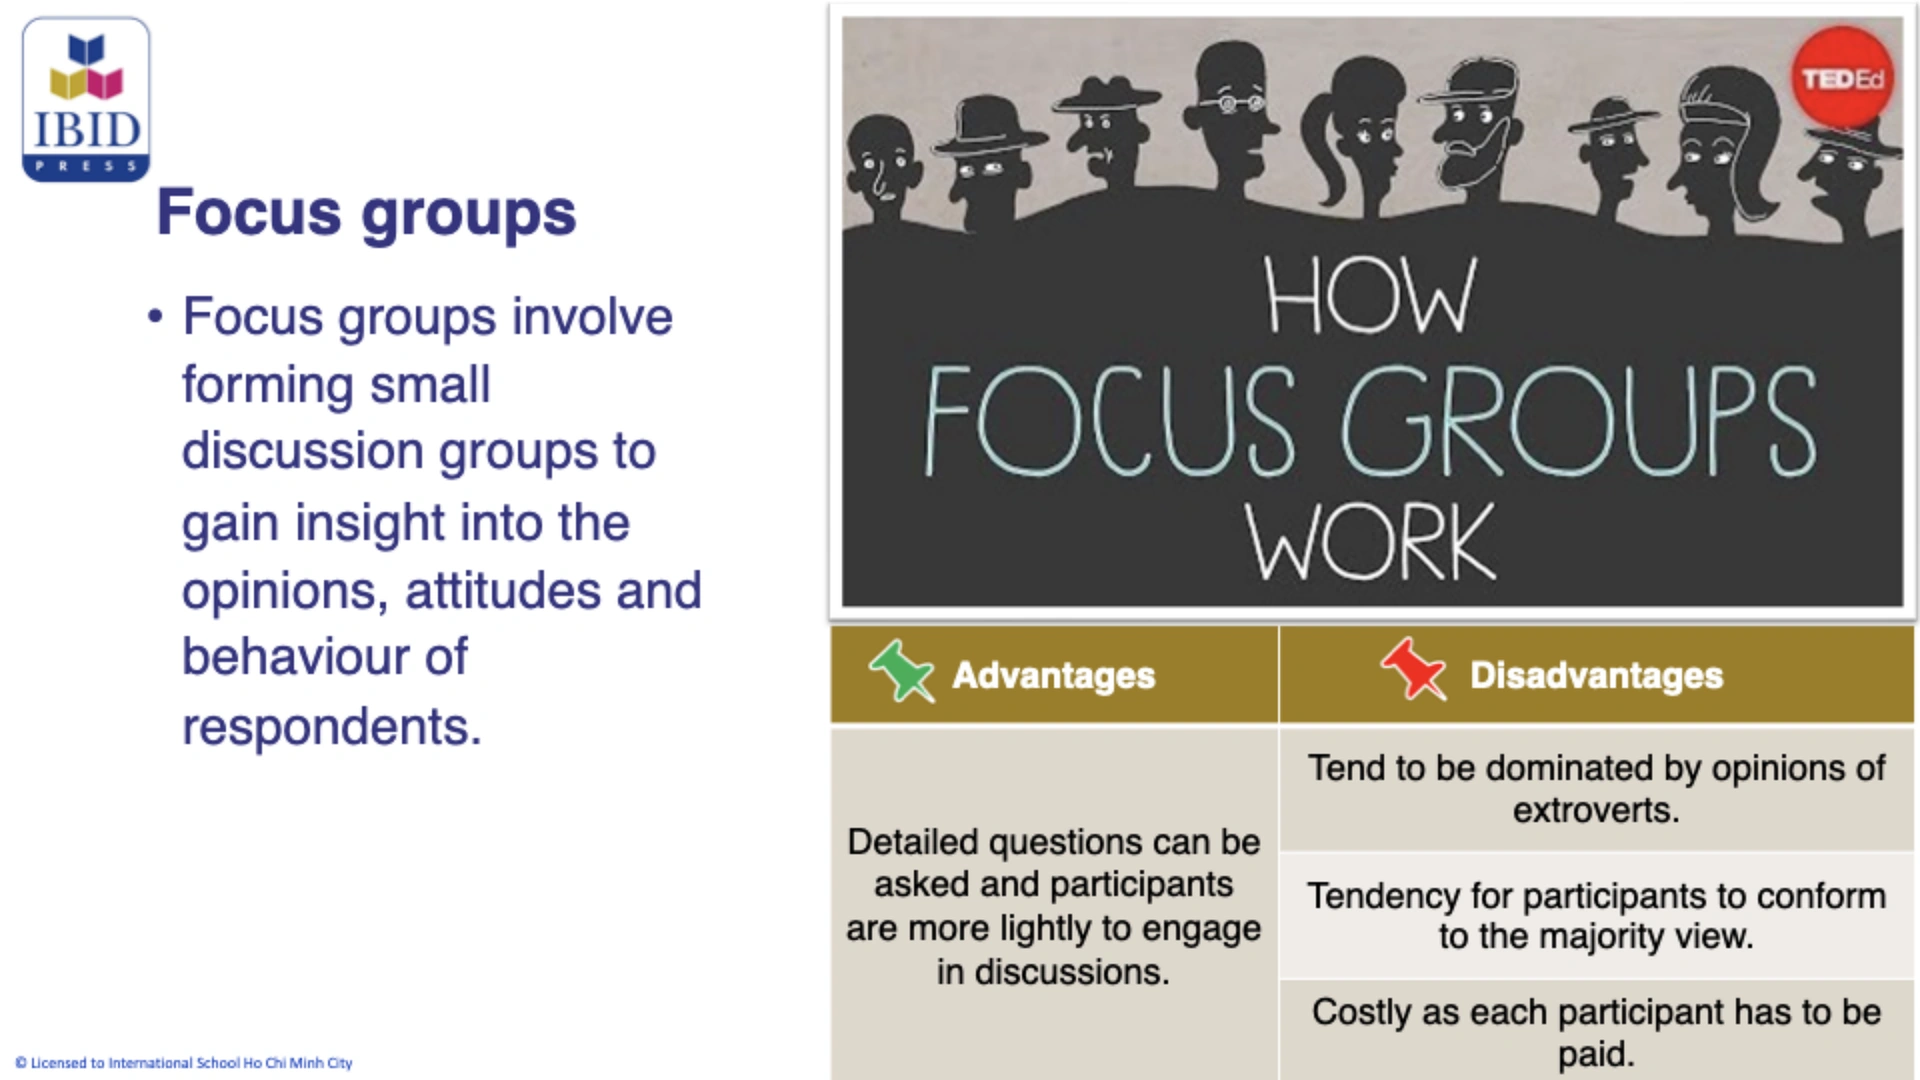 IBID
PRESS
Focus groups
• Focus groups involve
forming small
discussion groups to
gain insight into the
opinions, attitudes and
behaviour of
respondents.
TEDEd
HOW
FOCUS GROUPS
WORK
Advantages
Disadvantages
Detailed questions can be
asked and participants
are more lightly to engage
in discussions.
Tend to be dominated by opinions of
extroverts.
Tendency for participants to conform
to the majority view.
Costly as each participant has to be
paid.
© Licensed to International School Ho Chi Minh City